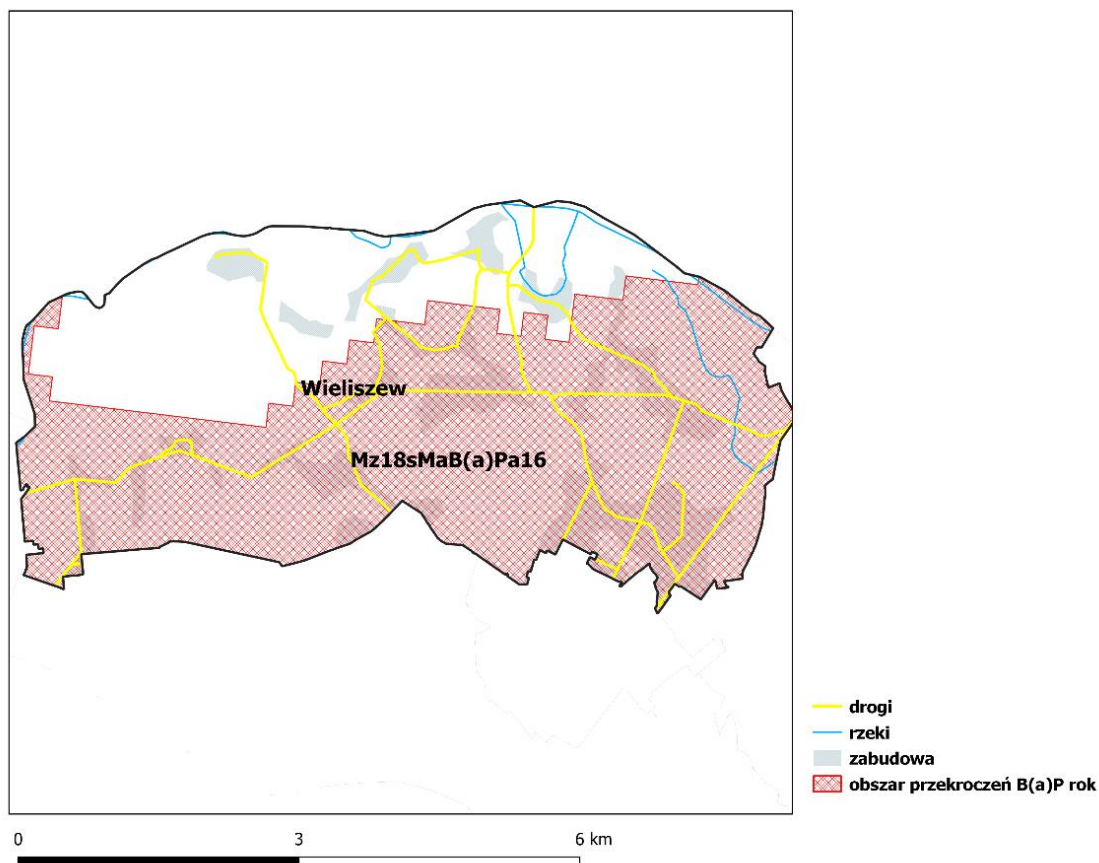 Wieliszew
Mz18sMaB(a)Pa16
drogi
rzeki
zabudowa
obszar przekroczeń B(a)P rok
0 3 6 km